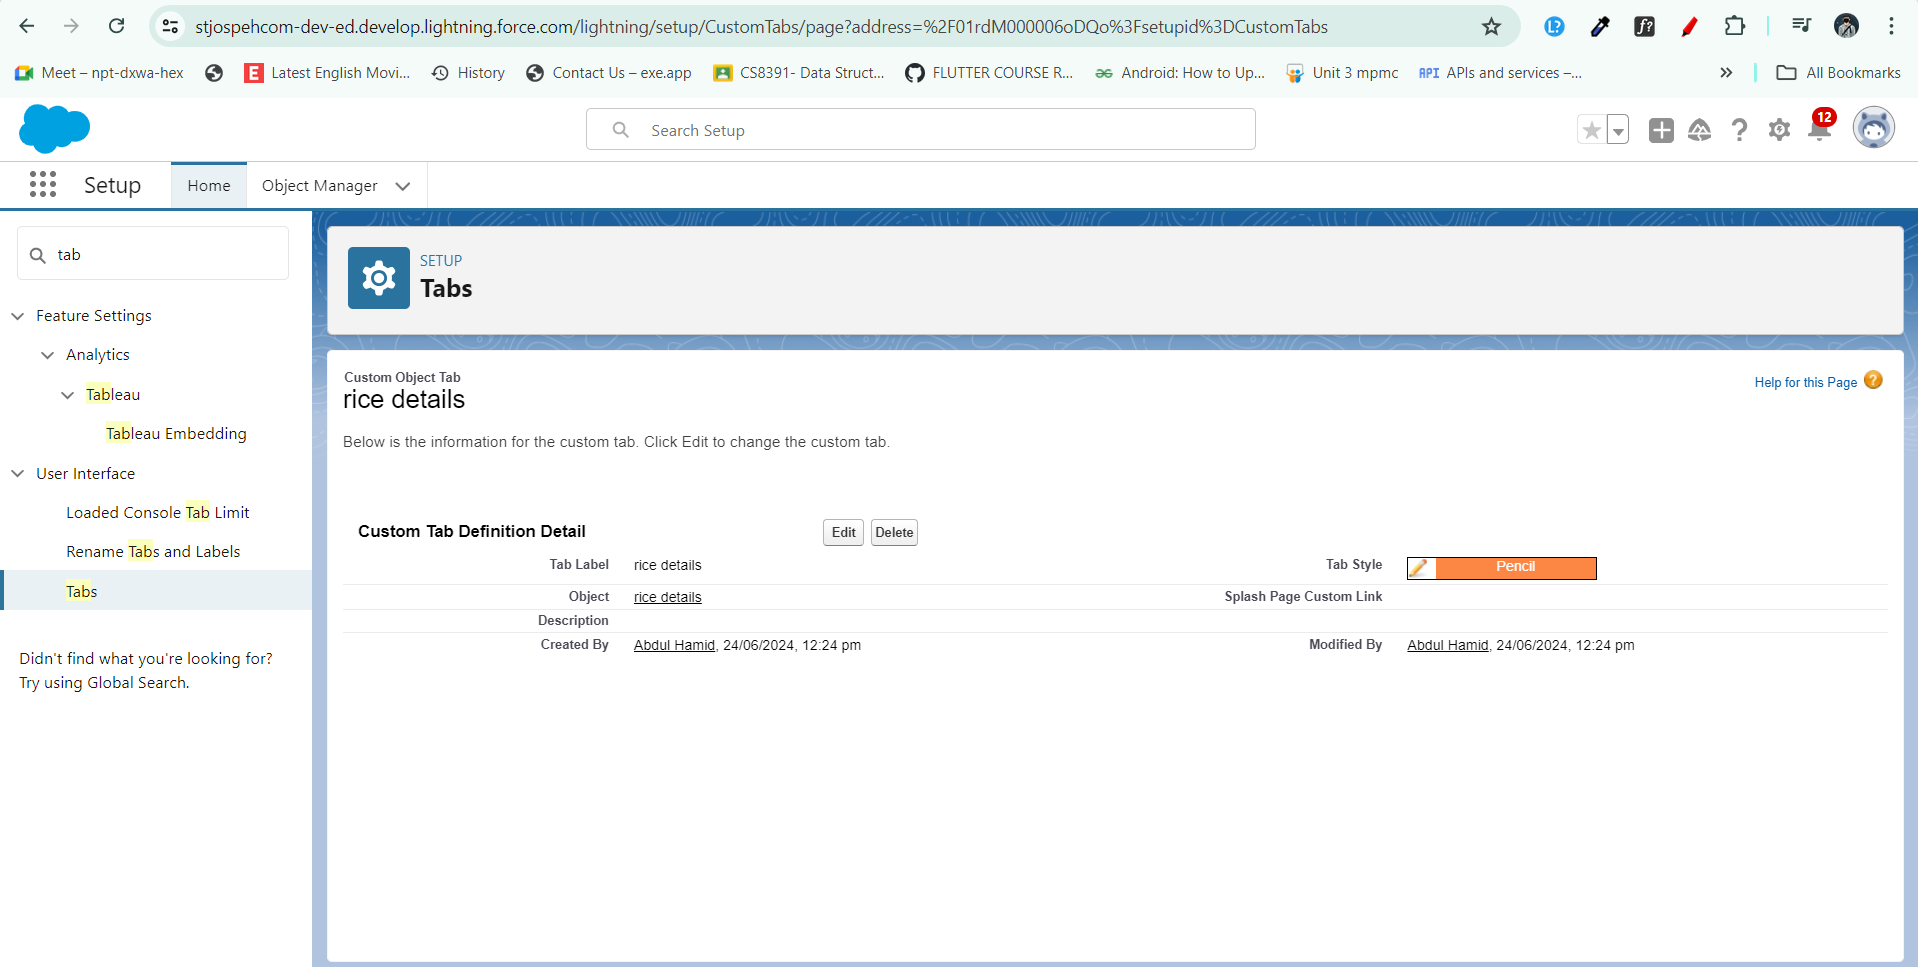 stjospehcom-dev-ed.develop.lightning.force.com/lightning/setup/CustomTabs/page?address=%2F01rdM000006oDQo%3Fsetupid%3DCustomTabs
Meet – npt-dxwa-hex
E Latest English Movi...
History
Contact Us – exe.app
CS8391- Data Struct...
FLUTTER COURSE R...
Android: How to Up...
Unit 3 mpmc
API APIs and services –...
All Bookmarks
Search Setup
12
Setup
Home
Object Manager
tab
Feature Settings
Analytics
Tableau
Tableau Embedding
User Interface
Loaded Console Tab Limit
Rename Tabs and Labels
Tabs
Didn't find what you're looking for?
Try using Global Search.
SETUP
Tabs
Custom Object Tab
rice details
Help for this Page ?
Below is the information for the custom tab. Click Edit to change the custom tab.
Custom Tab Definition Detail
Edit
Delete
Tab Label rice details
Tab Style Pencil
Object rice details
Splash Page Custom Link
Description
Created By Abdul Hamid, 24/06/2024, 12:24 pm
Modified By Abdul Hamid, 24/06/2024, 12:24 pm